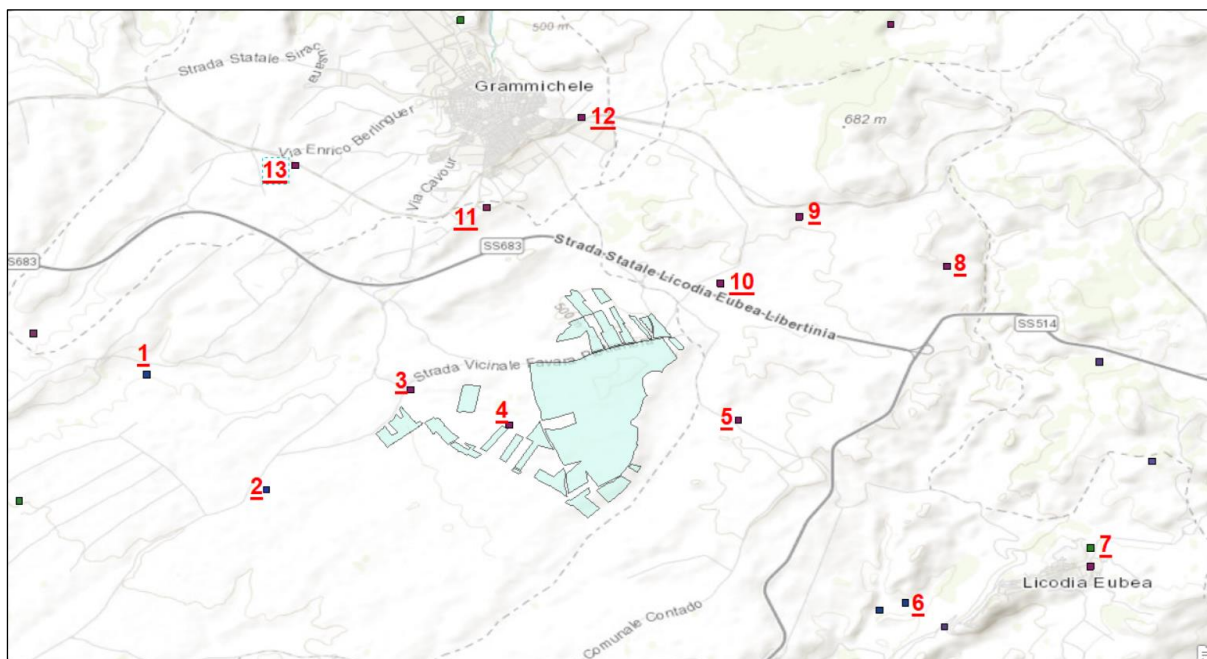 500 m
Strada Statale Siracusana
Grammichele
12
682 m
Via Enrico Berlinguer
13
Via Cavour
11
9
SS683
SS683
Strada Statale Licodia Eubea Libertinia
8
10
500
SS514
1
3
Strada Vicinale Favara
4
5
2
7
Licodia Eubea
6
Comunale Contado